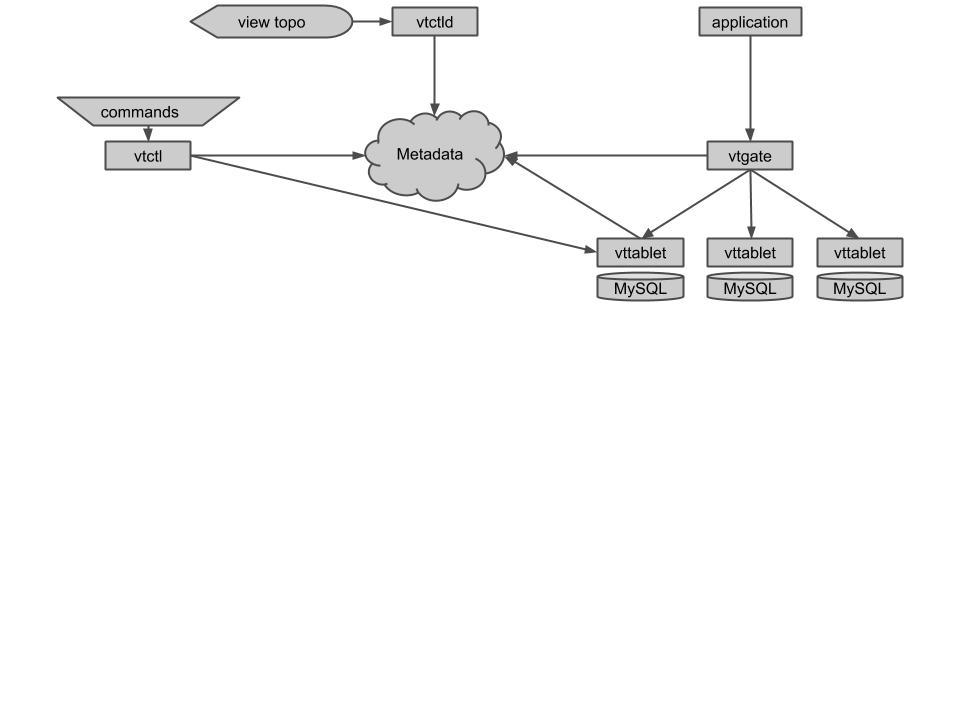 view topo
vtctld
application
commands
vtctl
Metadata
vtgate
vttablet
vttablet
vttablet
MySQL
MySQL
MySQL